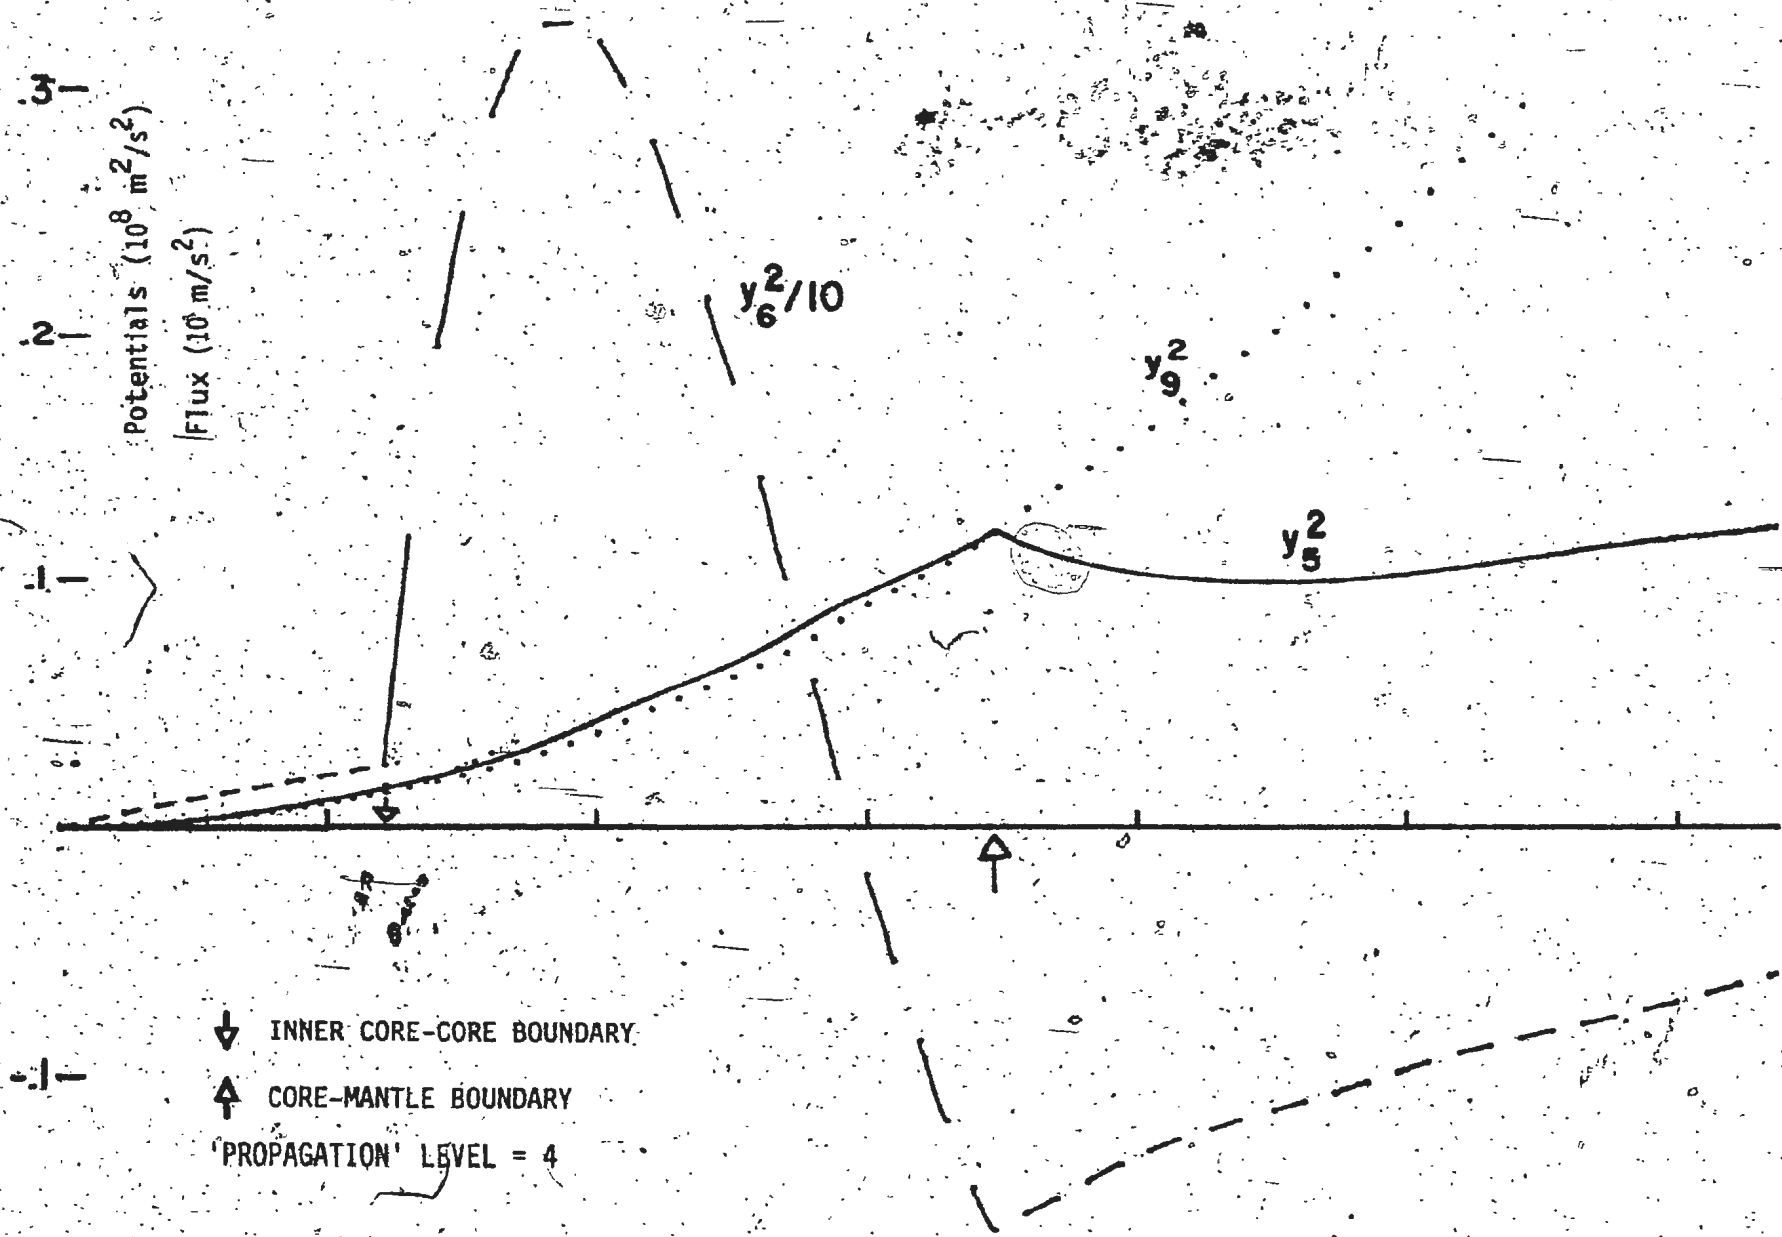 .3
Potentials (10⁸ m²/s²)
Flux (10 m/s²)
.2
y₆²/10
y₉²
y₅²
.1
-.1
INNER CORE-CORE BOUNDARY
CORE-MANTLE BOUNDARY
'PROPAGATION' LEVEL = 4